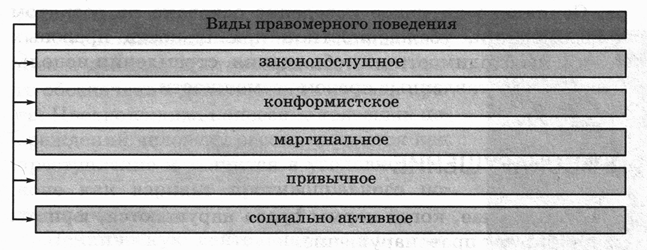 Виды правомерного поведения
законопослушное
конформистское
маргинальное
привычное
социально активное